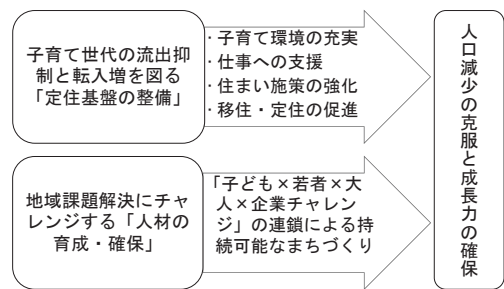 子育て世代の流出抑
制と転入増を図る
「定住基盤の整備」
・子育て環境の充実
・仕事への支援
・住まい施策の強化
・移住・定住の促進
地域課題解決にチャ
レンジする「人材の
育成・確保」
「子ども×若者×大
人×企業チャレン
ジ」の連鎖による持
続可能なまちづくり
人口減少の克服と成長力の確保